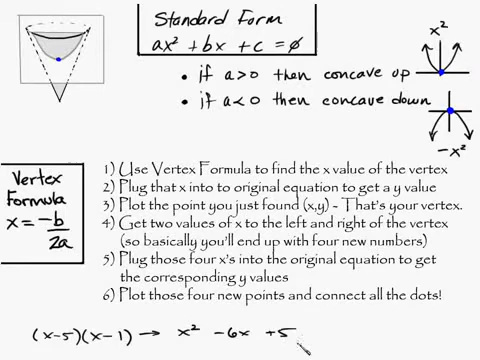 Standard Form
ax² + bx + c = 0
• if a>0 then concave up
• if a<0 then concave down
x²
-x²
Vertex
Formula
x = -b/2a
1) Use Vertex Formula to find the x value of the vertex
2) Plug that x into to original equation to get a y value
3) Plot the point you just found (x,y) - That's your vertex.
4) Get two values of x to the left and right of the vertex
(so basically you'll end up with four new numbers)
5) Plug those four x's into the original equation to get
the corresponding y values
6) Plot those four new points and connect all the dots!
(x-5)(x-1) → x² -6x +5